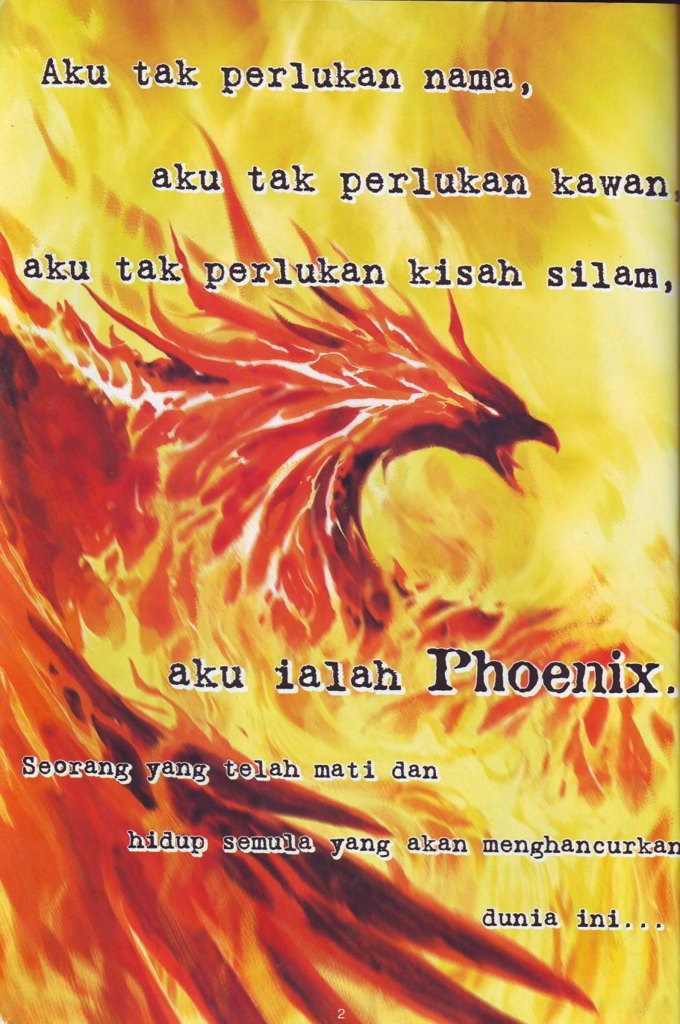 Aku tak perlukan nama,
aku tak perlukan kawan,
aku tak perlukan kisah silam,
aku ialah Phoenix.
Seorang yang telah mati dan
hidup semula yang akan menghancurkan
dunia ini...
2